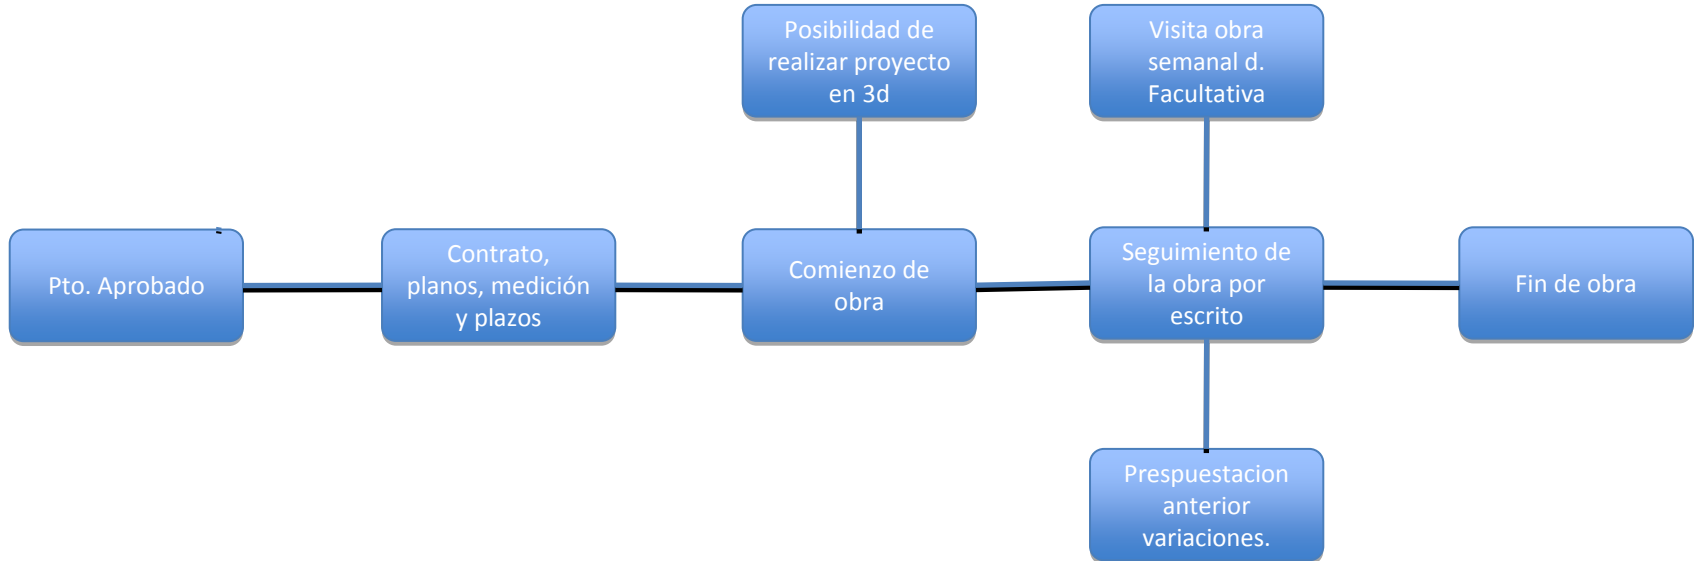 Posibilidad de
realizar proyecto
en 3d
Visita obra
semanal d.
Facultativa
Pto. Aprobado
Contrato,
planos, medición
y plazos
Comienzo de
obra
Seguimiento de
la obra por
escrito
Fin de obra
Prespuestacion
anterior
variaciones.